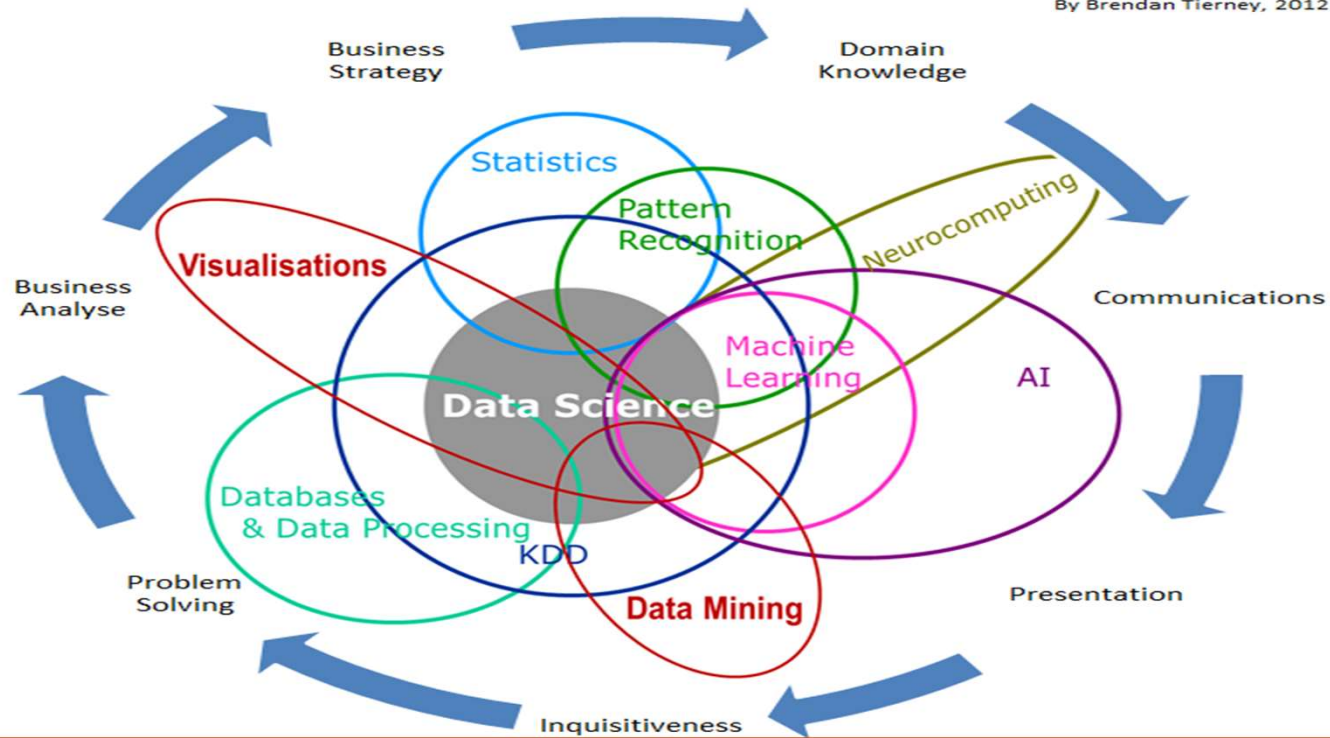 By Brendan Tierney, 2012
Business
Strategy
Domain
Knowledge
Statistics
Pattern
Recognition
Neurocomputing
Visualisations
Business
Analyse
Communications
Machine
Learning
AI
Data Science
Databases
& Data Processing
KDD
Problem
Solving
Data Mining
Presentation
Inquisitiveness